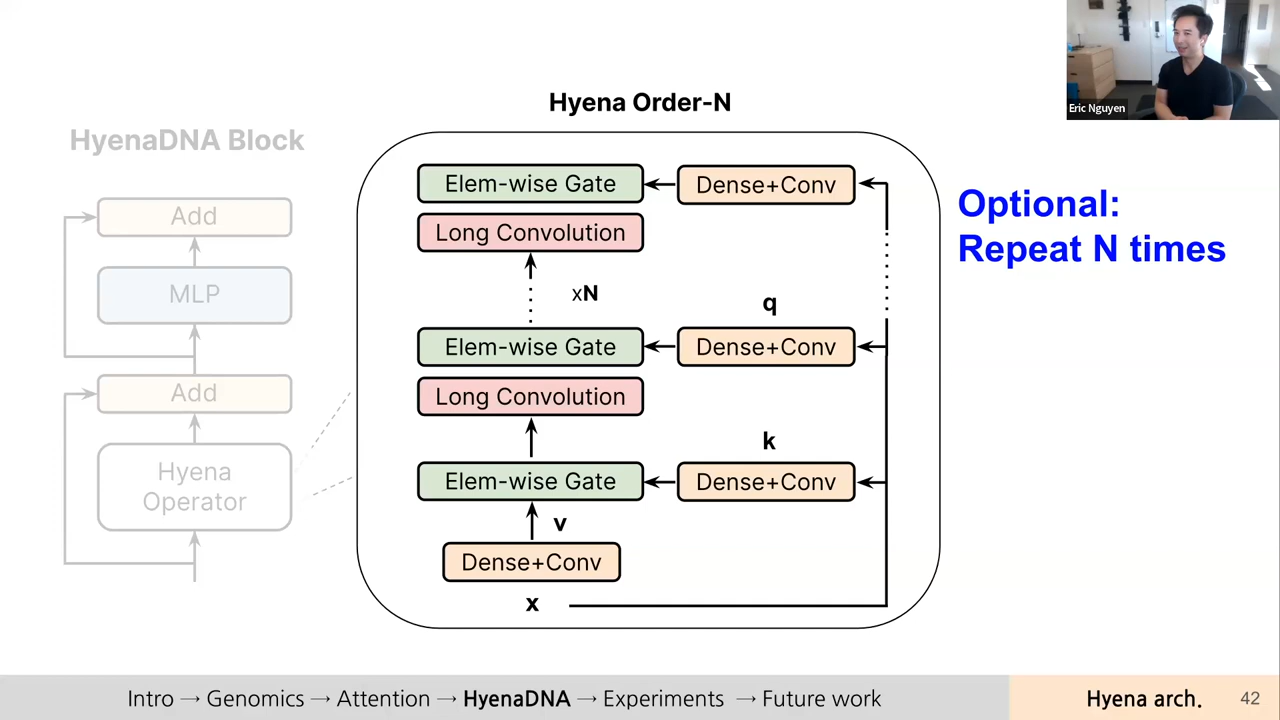 Eric Nguyen
Hyena Order-N
HyenaDNA Block
Add
MLP
Add
Hyena
Operator
Elem-wise Gate
Dense+Conv
Long Convolution
xN
q
Elem-wise Gate
Dense+Conv
Long Convolution
k
Elem-wise Gate
Dense+Conv
v
Dense+Conv
x
Optional:
Repeat N times
Intro → Genomics → Attention → HyenaDNA → Experiments → Future work
Hyena arch.
42